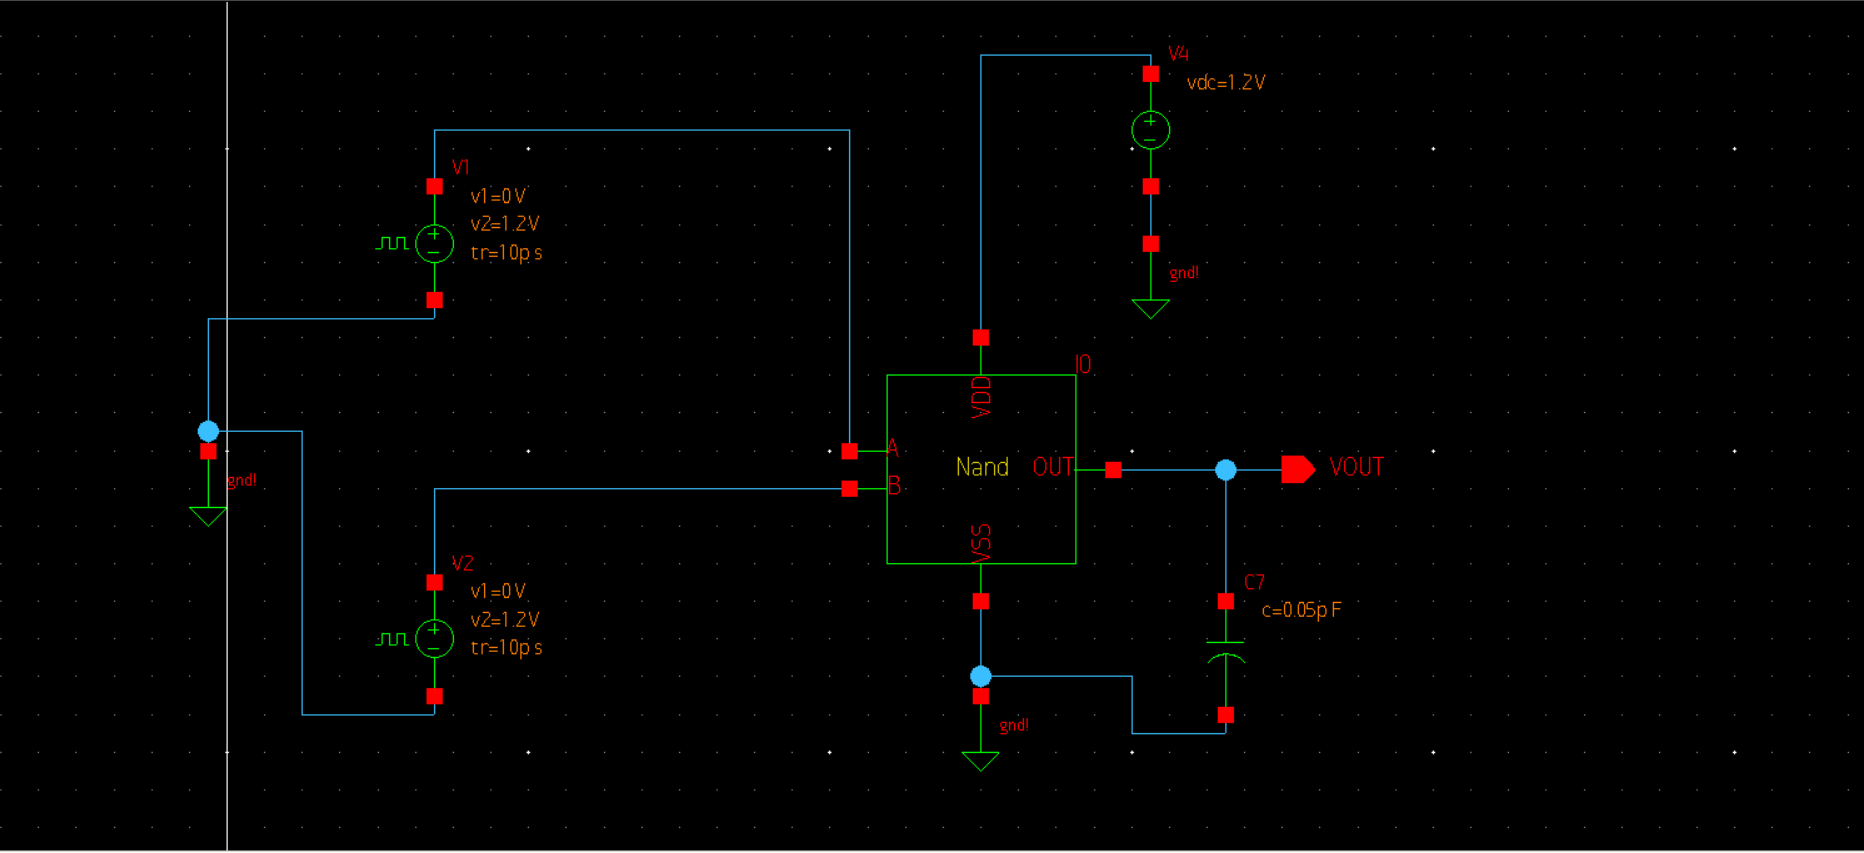 V4
vdc=1.2V
V1
v1=0V
v2=1.2V
tr=10ps
gnd!
I0
VDD
A
Nand
OUT
VOUT
B
gnd!
VSS
V2
v1=0V
v2=1.2V
tr=10ps
C7
c=0.05pF
gnd!